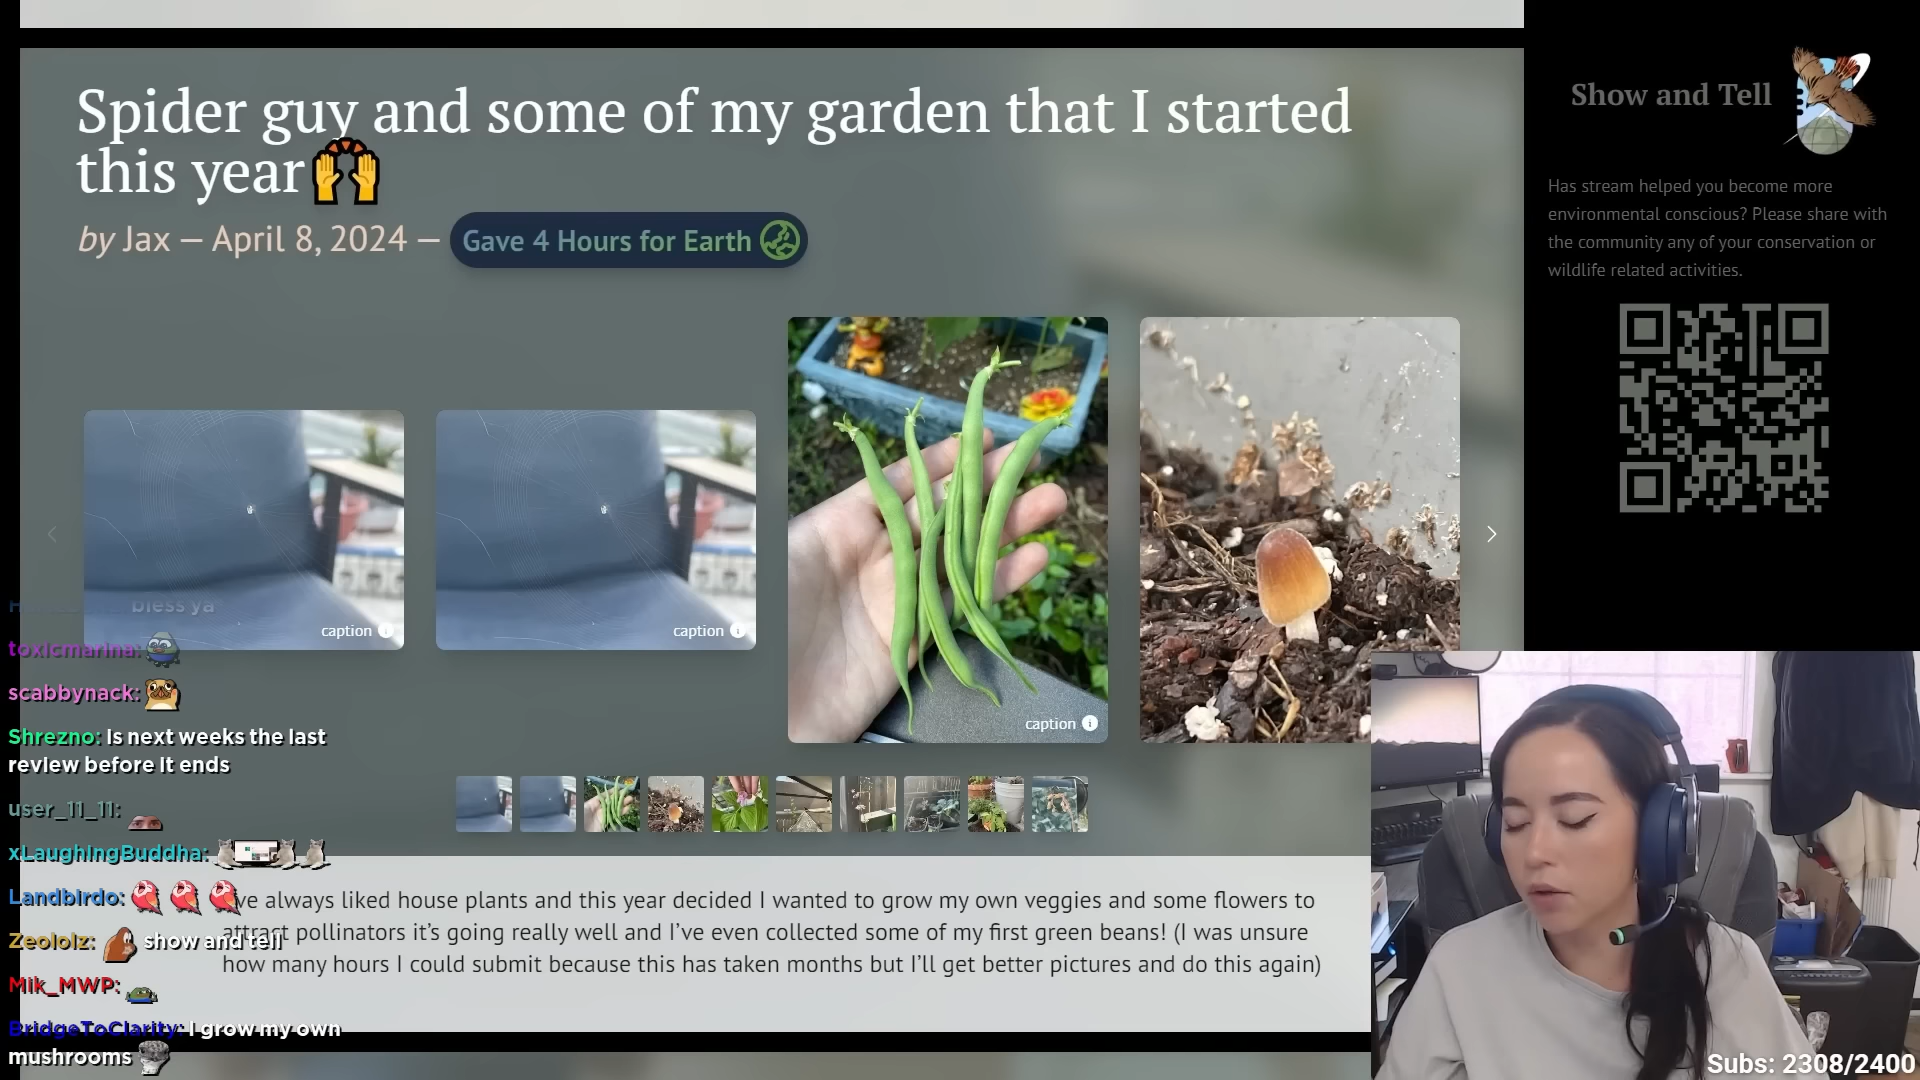 Spider guy and some of my garden that I started
this year🙌
by Jax — April 8, 2024 — Gave 4 Hours for Earth
caption
caption
caption
I've always liked house plants and this year decided I wanted to grow my own veggies and some flowers to
attract pollinators it's going really well and I've even collected some of my first green beans! (I was unsure
how many hours I could submit because this has taken months but I'll get better pictures and do this again)
Show and Tell
Has stream helped you become more
environmental conscious? Please share with
the community any of your conservation or
wildlife related activities.
bless ya
toxicmarina:
scabbynack:
Shrezno: Is next weeks the last
review before it ends
user_11_11:
xLaughingBuddha:
Landbirdo:
Zeololz: show and tell
Mik_MWP:
BridgeToClarity: I grow my own
mushrooms
Subs: 2308/2400